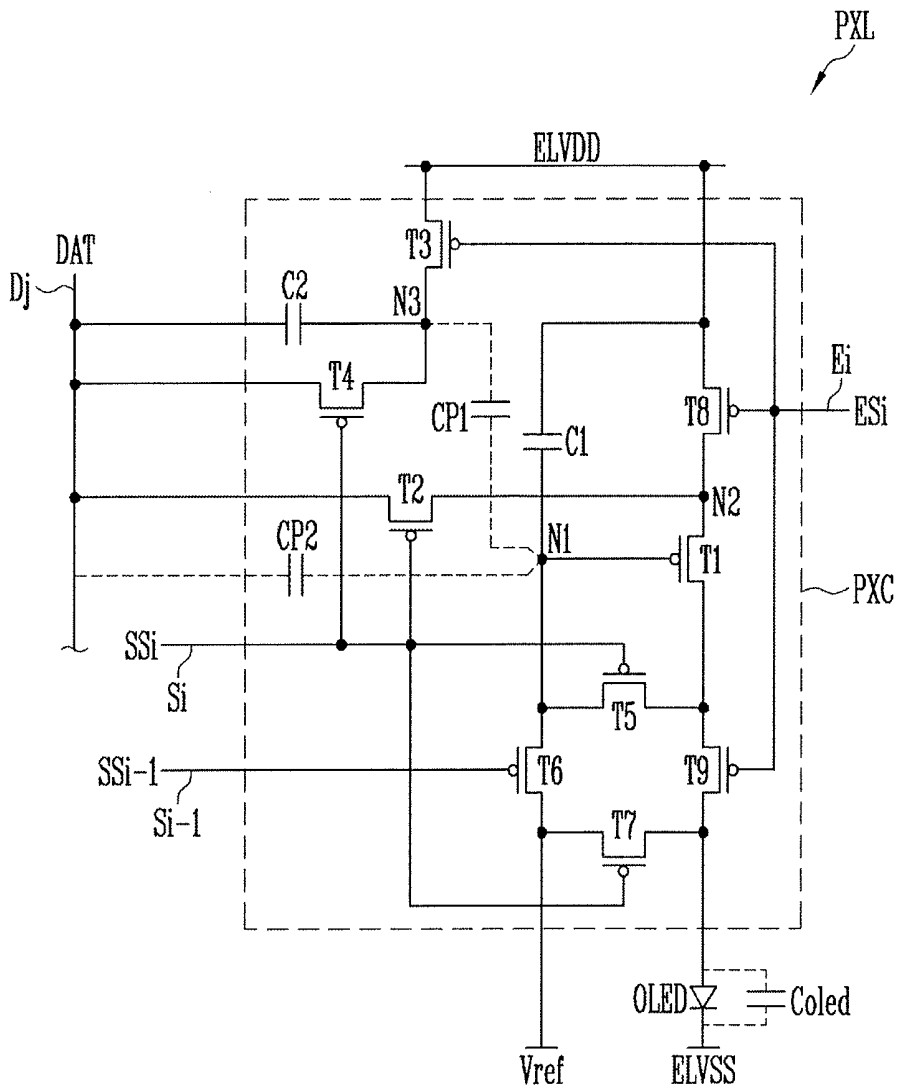 PXL
ELVDD
DAT
T3
Dj
C2
N3
T4
Ei
CP1
T8
ESi
C1
T2
N2
CP2
N1
T1
PXC
SSi
Si
T5
SSi-1
T6
T9
Si-1
T7
OLED
Coled
Vref
ELVSS